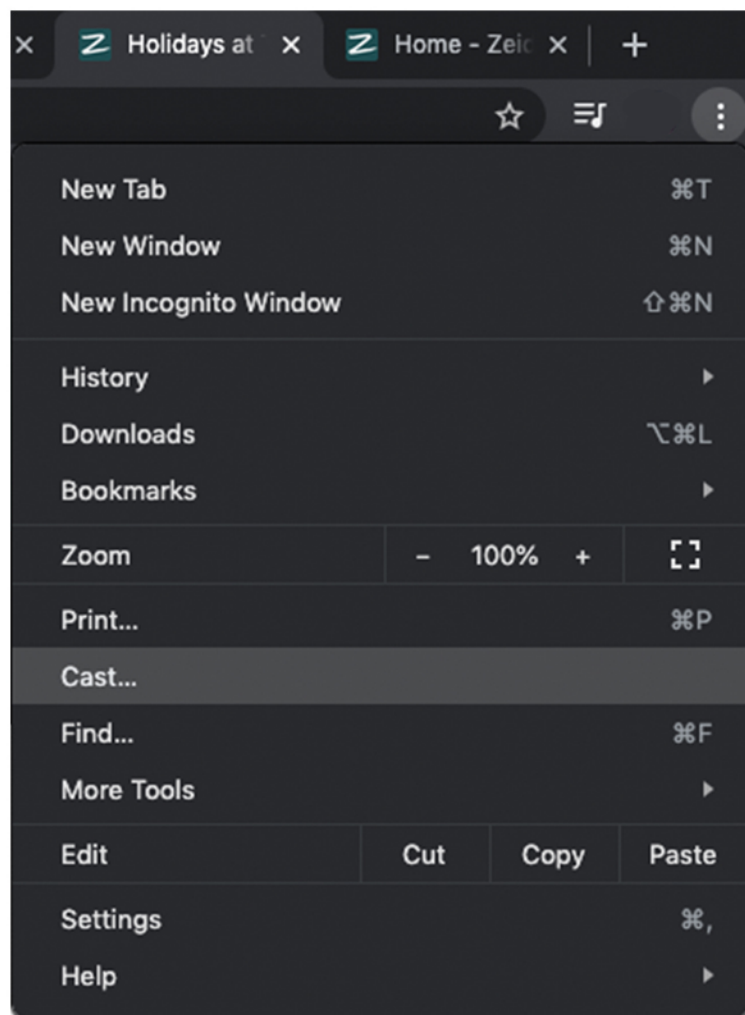 Holidays at
Home - Zeid
New Tab ⌘T
New Window ⌘N
New Incognito Window ⇧⌘N
History
Downloads ⌥⌘L
Bookmarks
Zoom - 100% +
Print... ⌘P
Cast...
Find... ⌘F
More Tools
Edit Cut Copy Paste
Settings ⌘,
Help